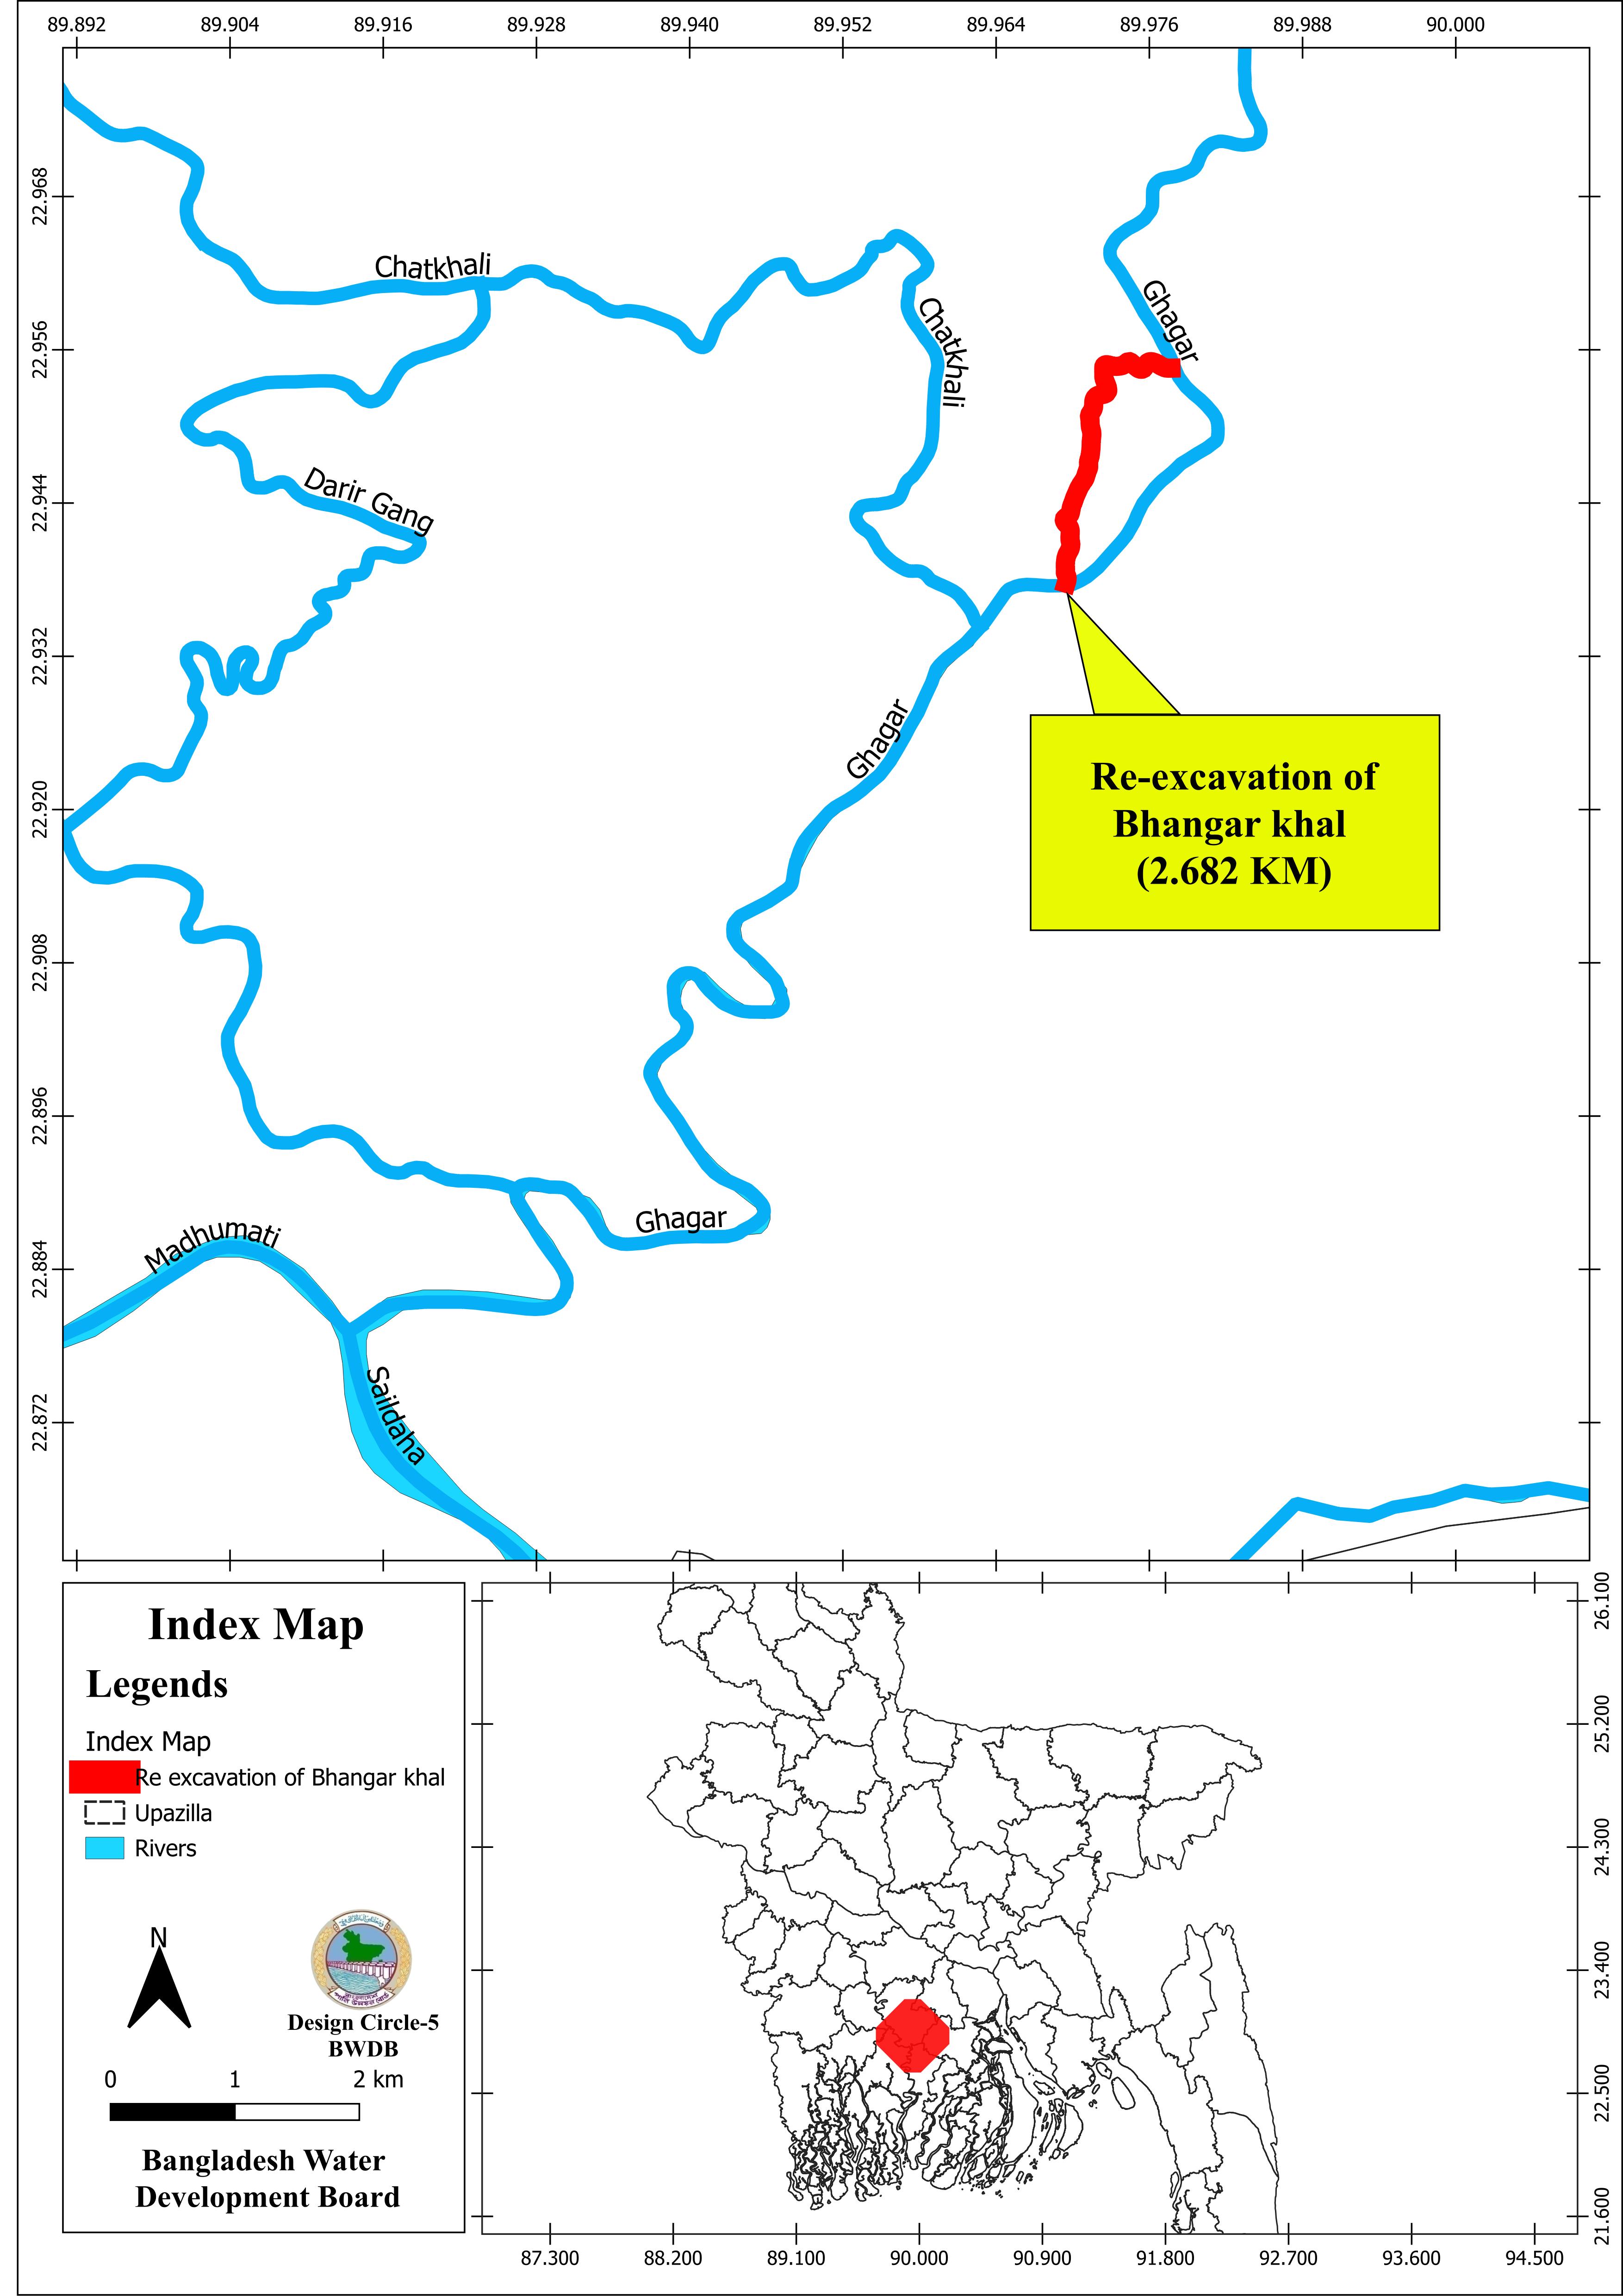 89.892 89.904 89.916 89.928 89.940 89.952 89.964 89.976 89.988 90.000
22.968
22.956
22.944
22.932
22.920
22.908
22.896
22.884
22.872
Chatkhali
Chatkhali
Ghagar
Darir Gang
Ghagar
Re-excavation of
Bhangar khal
(2.682 KM)
Ghagar
Madhumati
Saildaha
Index Map
Legends
Index Map
Re excavation of Bhangar khal
Upazilla
Rivers
N
Design Circle-5
BWDB
0 1 2 km
Bangladesh Water
Development Board
26.100
25.200
24.300
23.400
22.500
21.600
87.300 88.200 89.100 90.000 90.900 91.800 92.700 93.600 94.500